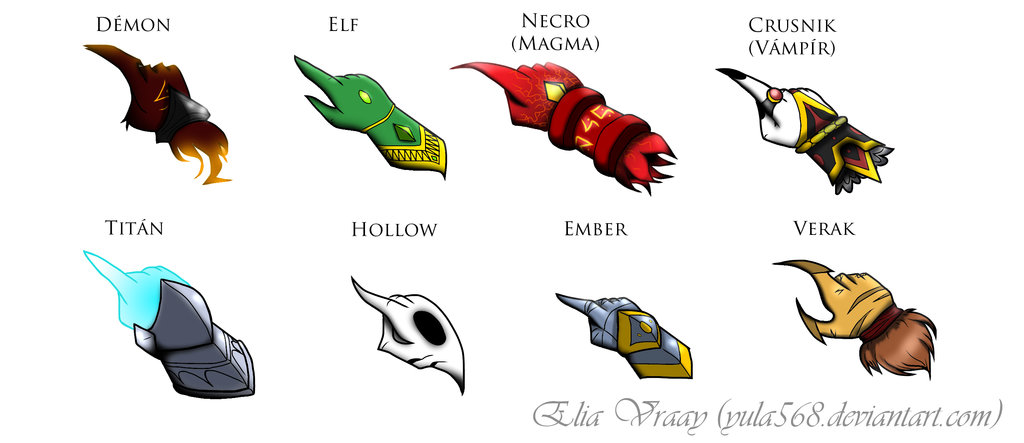 Démon
Elf
Necro
(Magma)
Crusnik
(Vámpír)
Titán
Hollow
Ember
Verak
Elia Vraay (yula568.deviantart.com)